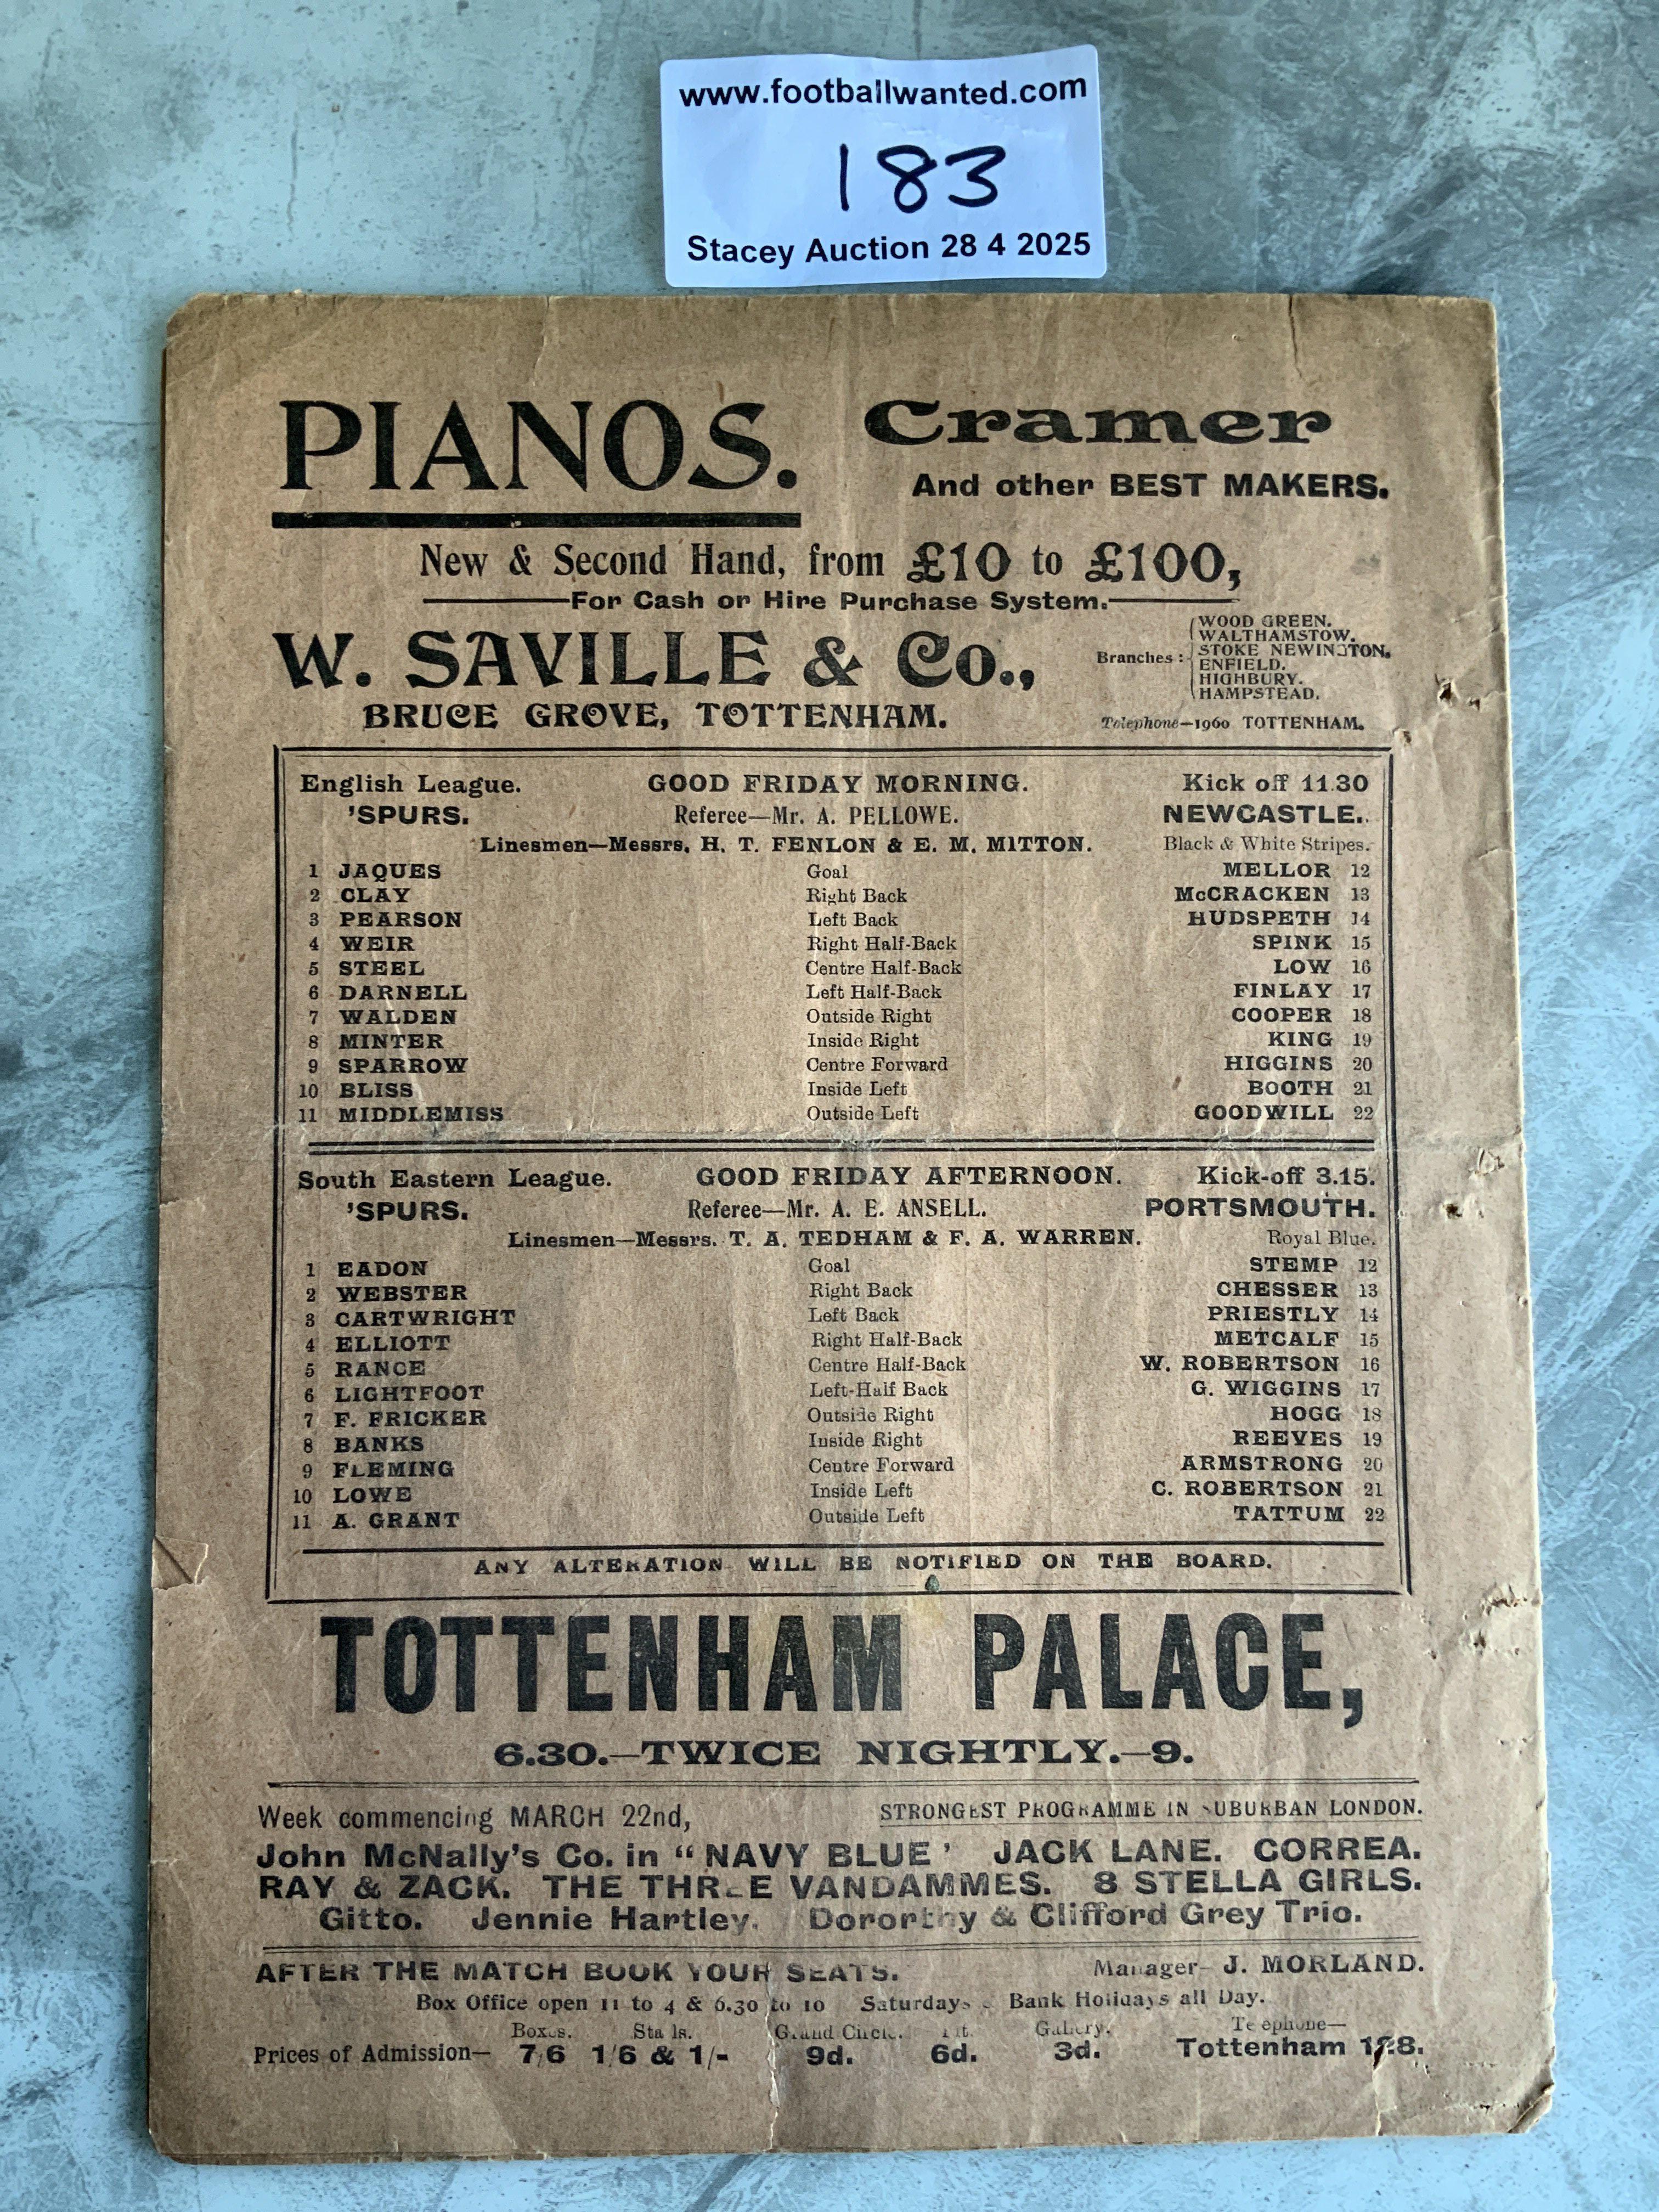 www.footballwanted.com
183
Stacey Auction 28 4 2025
PIANOS. Cramer
And other BEST MAKERS.
New & Second Hand, from £10 to £100,
For Cash or Hire Purchase System.
W. SAVILLE & Co.,
BRUCE GROVE, TOTTENHAM.
Branches:
WOOD GREEN.
WALTHAMSTOW.
STOKE NEWINGTON.
ENFIELD.
HIGHBURY.
HAMPSTEAD.
Telephone—1960 TOTTENHAM.
English League. GOOD FRIDAY MORNING. Kick off 11.30
'SPURS. Referee—Mr. A. PELLOWE. NEWCASTLE.
Linesmen—Messrs. H. T. FENLON & E. M. MITTON. Black & White Stripes.
1 JAQUES Goal MELLOR 12
2 CLAY Right Back McCRACKEN 13
3 PEARSON Left Back HUDSPETH 14
4 WEIR Right Half-Back SPINK 15
5 STEEL Centre Half-Back LOW 16
6 DARNELL Left Half-Back FINLAY 17
7 WALDEN Outside Right COOPER 18
8 MINTER Inside Right KING 19
9 SPARROW Centre Forward HIGGINS 20
10 BLISS Inside Left BOOTH 21
11 MIDDLEMISS Outside Left GOODWILL 22
South Eastern League. GOOD FRIDAY AFTERNOON. Kick-off 3.15.
'SPURS. Referee—Mr. A. E. ANSELL. PORTSMOUTH.
Linesmen—Messrs. T. A. TEDHAM & F. A. WARREN. Royal Blue.
1 EADON Goal STEMP 12
2 WEBSTER Right Back CHESSER 13
3 CARTWRIGHT Left Back PRIESTLY 14
4 ELLIOTT Right Half-Back METCALF 15
5 RANCE Centre Half-Back W. ROBERTSON 16
6 LIGHTFOOT Left-Half Back G. WIGGINS 17
7 F. FRICKER Outside Right HOGG 18
8 BANKS Inside Right REEVES 19
9 FLEMING Centre Forward ARMSTRONG 20
10 LOWE Inside Left C. ROBERTSON 21
11 A. GRANT Outside Left TATTUM 22
ANY ALTERATION WILL BE NOTIFIED ON THE BOARD.
TOTTENHAM PALACE,
6.30.—TWICE NIGHTLY.—9.
Week commencing MARCH 22nd, STRONGEST PROGRAMME IN SUBURBAN LONDON.
John McNally's Co. in "NAVY BLUE' JACK LANE. CORREA.
RAY & ZACK. THE THREE VANDAMMES. 8 STELLA GIRLS.
Gitto. Jennie Hartley. Dororthy & Clifford Grey Trio.
AFTER THE MATCH BOOK YOUR SEATS. Manager— J. MORLAND.
Box Office open 11 to 4 & 6.30 to 10 Saturdays Bank Holidays all Day.
Boxes. Stalls. Grand Circle. Pit. Gallery. Telephone—
Prices of Admission— 7/6 1/6 & 1/- 9d. 6d. 3d. Tottenham